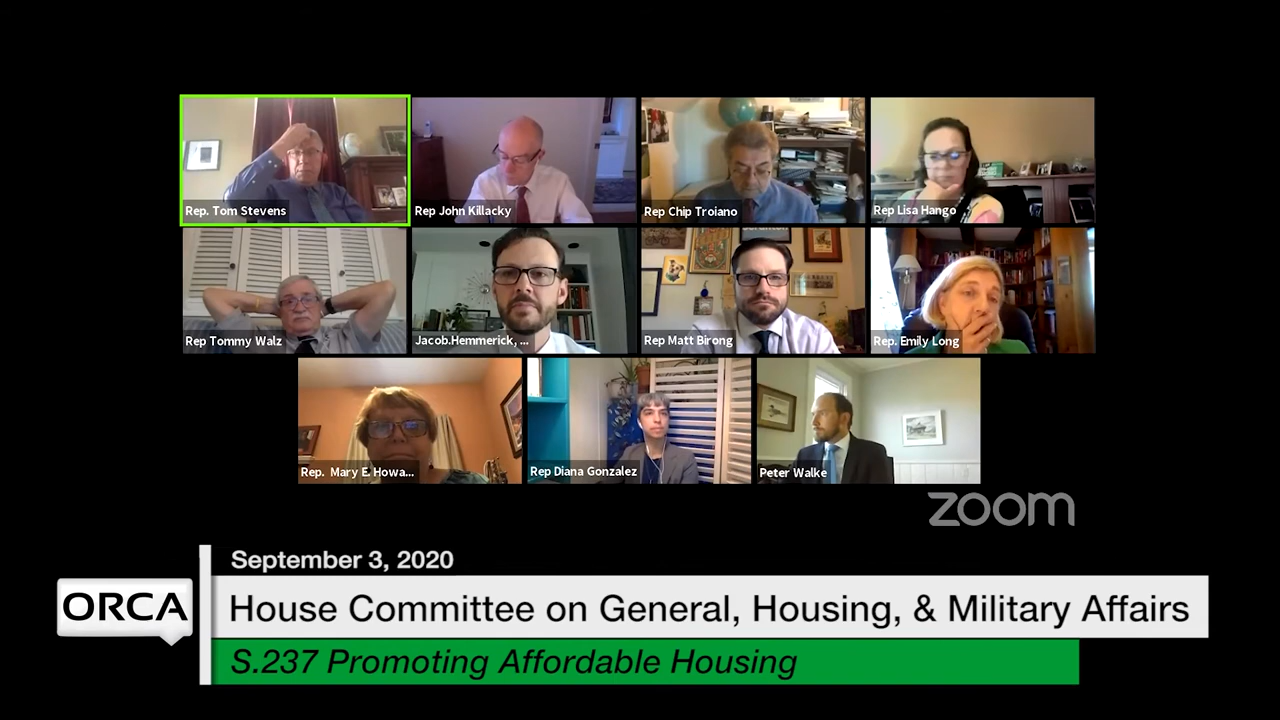 Rep. Tom Stevens
Rep John Killacky
Rep Chip Troiano
Rep Lisa Hango
Rep Tommy Walz
Jacob.Hemmerick, ...
Rep Matt Birong
Rep. Emily Long
Rep. Mary E. Howa...
Rep Diana Gonzalez
Peter Walke
zoom
September 3, 2020
ORCA
House Committee on General, Housing, & Military Affairs
S.237 Promoting Affordable Housing